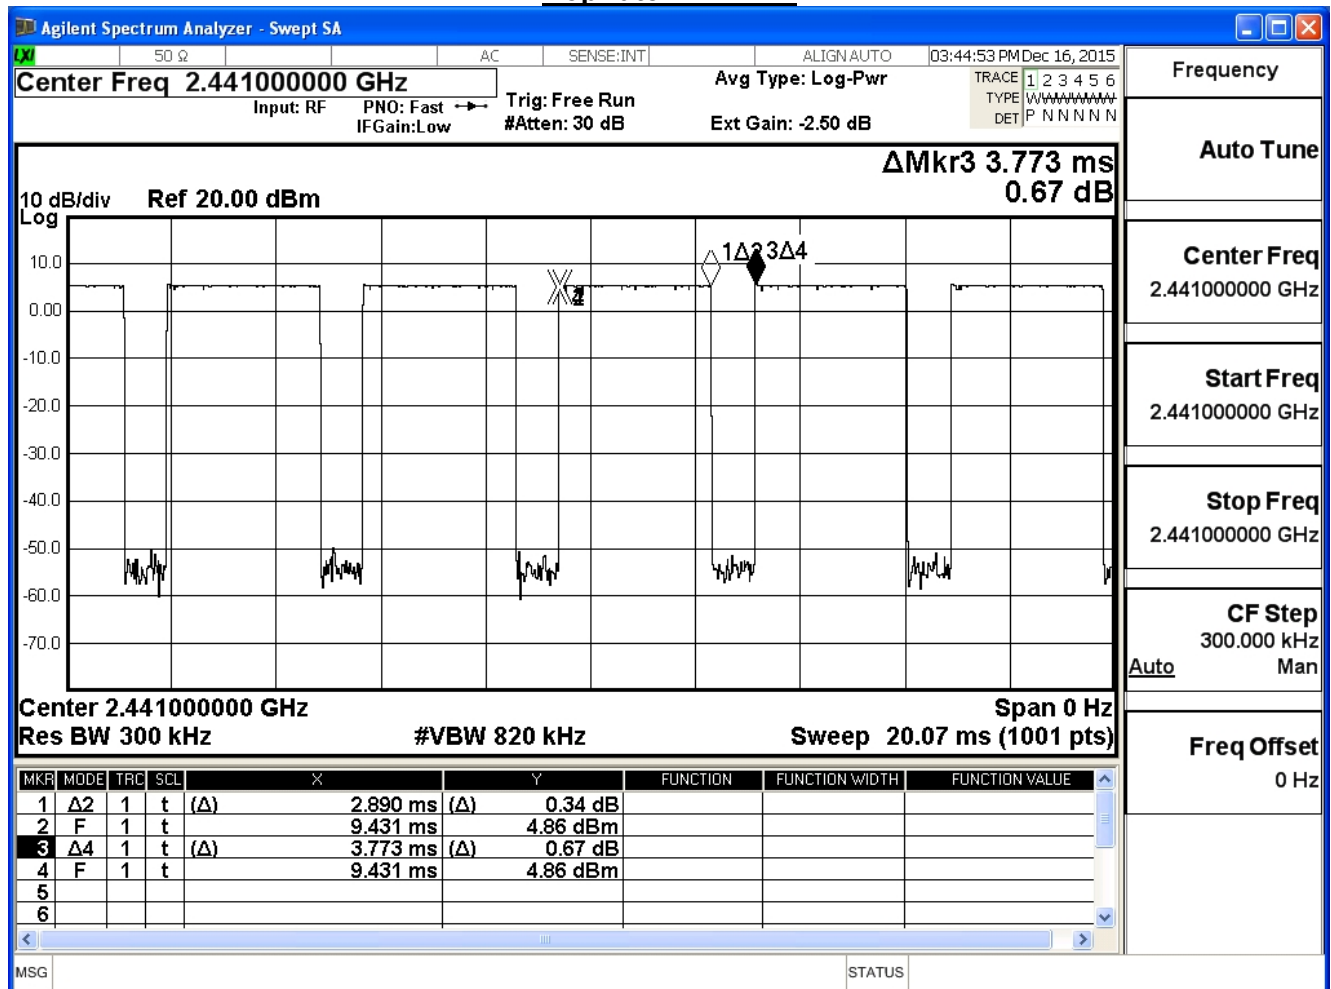 Agilent Spectrum Analyzer - Swept SA
LXI 50 Ω AC SENSE:INT ALIGN AUTO 03:44:53 PM Dec 16, 2015
Center Freq 2.441000000 GHz
Input: RF PNO: Fast IFGain:Low
Trig: Free Run
#Atten: 30 dB
Avg Type: Log-Pwr
Ext Gain: -2.50 dB
TRACE 1 2 3 4 5 6
TYPE WWWWWWW
DET P N N N N N
ΔMkr3 3.773 ms
0.67 dB
10 dB/div Ref 20.00 dBm
Log
1Δ2 3Δ4
10.0
0.00
-10.0
-20.0
-30.0
-40.0
-50.0
-60.0
-70.0
Center 2.441000000 GHz Span 0 Hz
Res BW 300 kHz #VBW 820 kHz Sweep 20.07 ms (1001 pts)
MKR MODE TRC SCL X Y FUNCTION FUNCTION WIDTH FUNCTION VALUE
1 Δ2 1 t (Δ) 2.890 ms (Δ) 0.34 dB
2 F 1 t 9.431 ms 4.86 dBm
3 Δ4 1 t (Δ) 3.773 ms (Δ) 0.67 dB
4 F 1 t 9.431 ms 4.86 dBm
5
6
MSG STATUS
Frequency
Auto Tune
Center Freq
2.441000000 GHz
Start Freq
2.441000000 GHz
Stop Freq
2.441000000 GHz
CF Step
300.000 kHz
Auto Man
Freq Offset
0 Hz